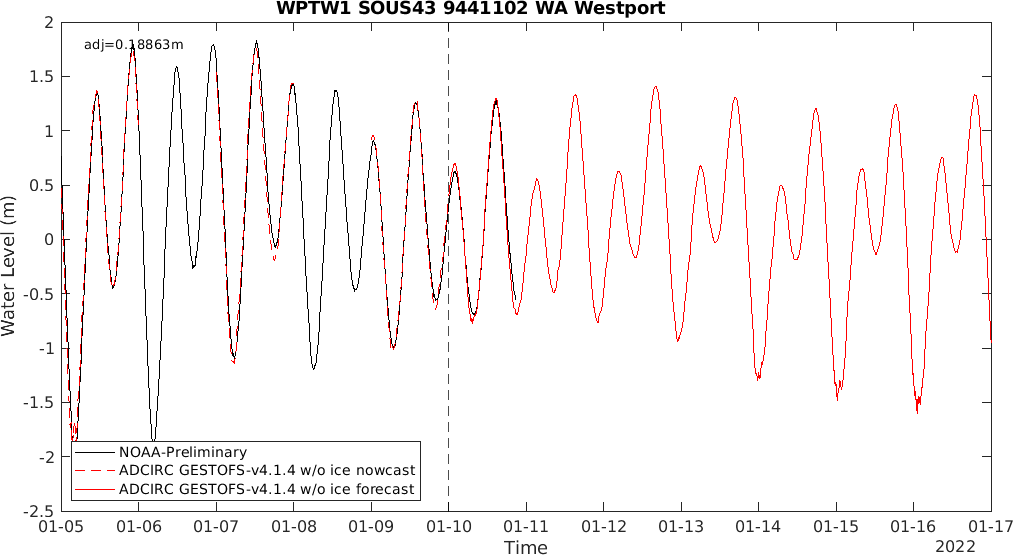 WPTW1 SOUS43 9441102 WA Westport
adj=0.18863m
2
1.5
1
0.5
0
-0.5
-1
-1.5
-2
-2.5
Water Level (m)
NOAA-Preliminary
ADCIRC GESTOFS-v4.1.4 w/o ice nowcast
ADCIRC GESTOFS-v4.1.4 w/o ice forecast
01-05 01-06 01-07 01-08 01-09 01-10 01-11 01-12 01-13 01-14 01-15 01-16 01-17
Time
2022